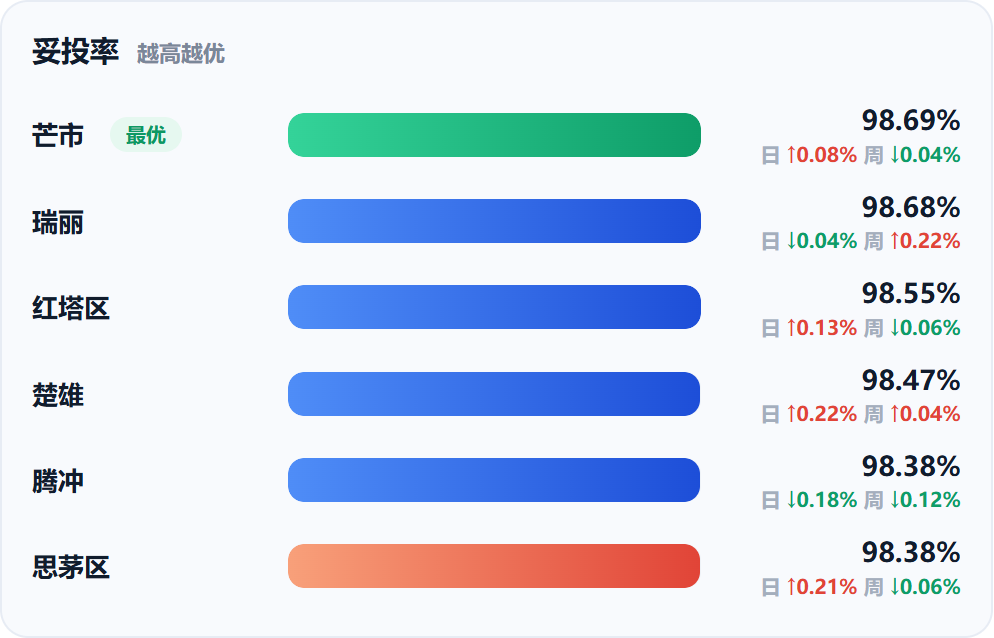 妥投率 越高越优
芒市 最优 98.69%
日 ↑0.08% 周 ↓0.04%
瑞丽 98.68%
日 ↓0.04% 周 ↑0.22%
红塔区 98.55%
日 ↑0.13% 周 ↓0.06%
楚雄 98.47%
日 ↑0.22% 周 ↑0.04%
腾冲 98.38%
日 ↓0.18% 周 ↓0.12%
思茅区 98.38%
日 ↑0.21% 周 ↓0.06%